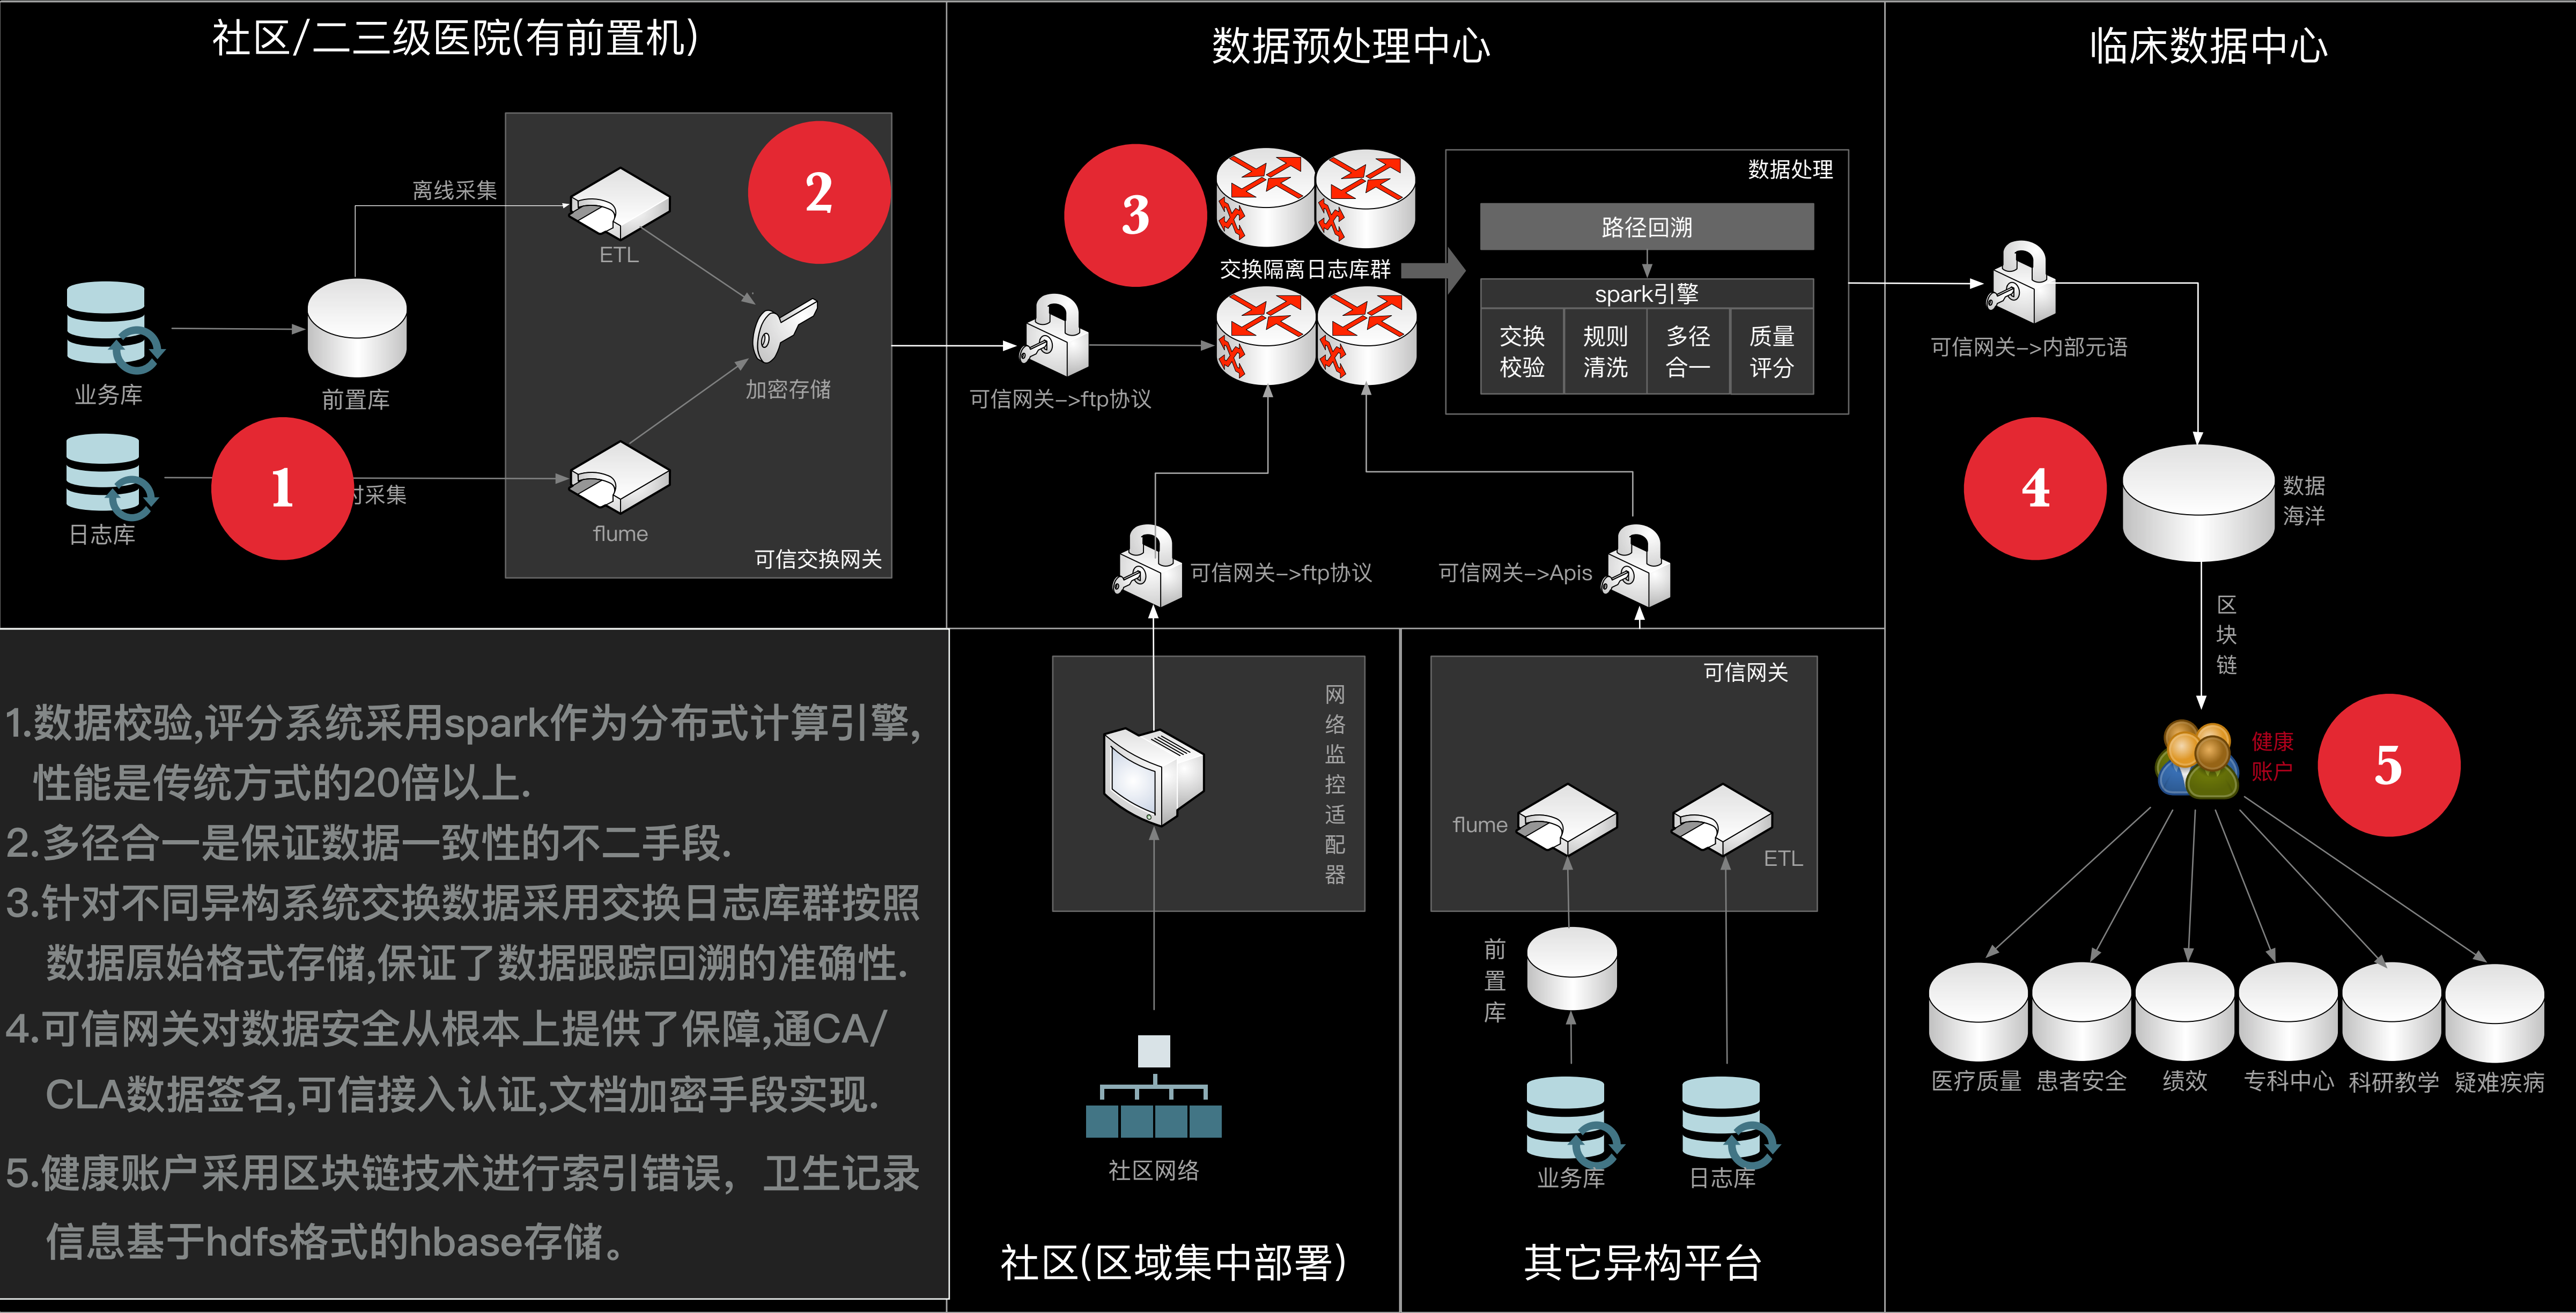 社区/二三级医院(有前置机)
离线采集
2
ETL
业务库
前置库
加密存储
1
时采集
日志库
flume
可信交换网关
数据预处理中心
3
数据处理
路径回溯
交换隔离日志库群
spark引擎
交换
校验
规则
清洗
多径
合一
质量
评分
可信网关->ftp协议
可信网关->ftp协议
可信网关->Apis
临床数据中心
可信网关->内部元语
4
数据
海洋
区
块
链
健康
账户
5
医疗质量
患者安全
绩效
专科中心
科研教学
疑难疾病
1.数据校验,评分系统采用spark作为分布式计算引擎,
性能是传统方式的20倍以上.
2.多径合一是保证数据一致性的不二手段.
3.针对不同异构系统交换数据采用交换日志库群按照
数据原始格式存储,保证了数据跟踪回溯的准确性.
4.可信网关对数据安全从根本上提供了保障,通CA/
CLA数据签名,可信接入认证,文档加密手段实现.
5.健康账户采用区块链技术进行索引错误，卫生记录
信息基于hdfs格式的hbase存储。
网
络
监
控
适
配
器
社区网络
社区(区域集中部署)
可信网关
flume
ETL
前
置
库
业务库
日志库
其它异构平台